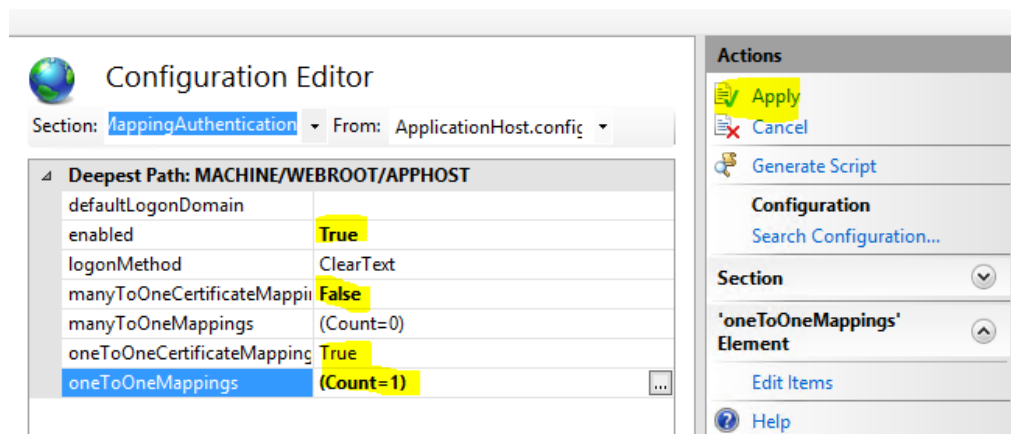 Configuration Editor
Section: MappingAuthentication From: ApplicationHost.config
Deepest Path: MACHINE/WEBROOT/APPHOST
defaultLogonDomain
enabled True
logonMethod ClearText
manyToOneCertificateMappi False
manyToOneMappings (Count=0)
oneToOneCertificateMapping True
oneToOneMappings (Count=1) ...
Actions
Apply
Cancel
Generate Script
Configuration
Search Configuration...
Section
'oneToOneMappings'
Element
Edit Items
Help